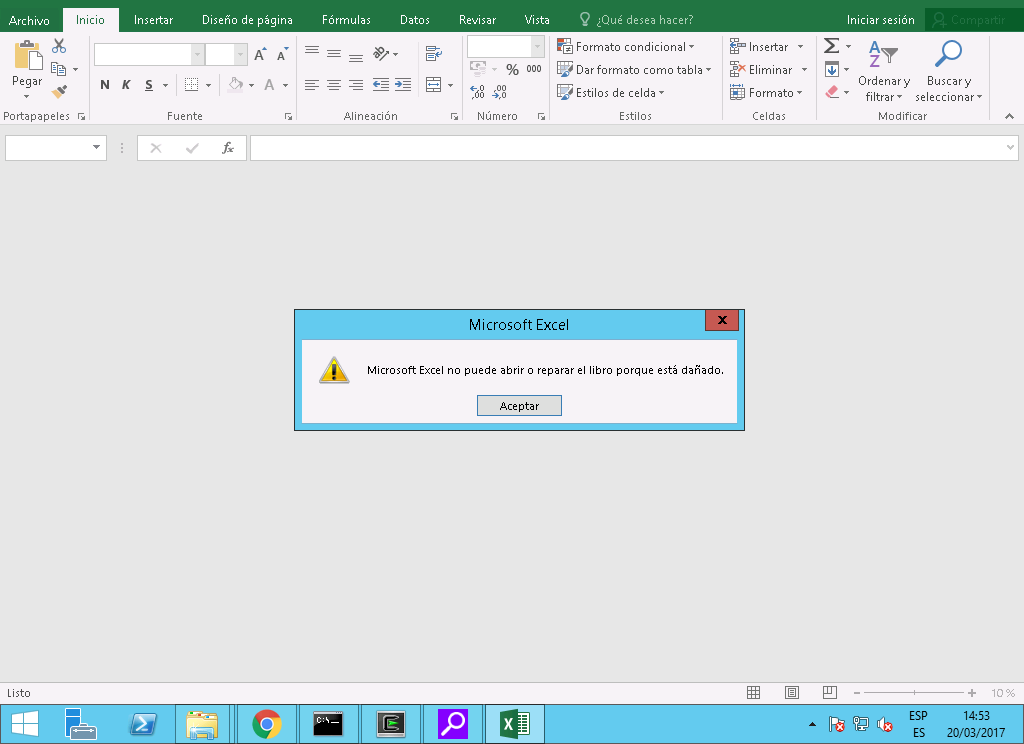 Archivo Inicio Insertar Diseño de página Fórmulas Datos Revisar Vista ¿Qué desea hacer? Iniciar sesión Compartir
Pegar
N K S
A A
A
% 000
,00 ,0
Formato condicional
Dar formato como tabla
Estilos de celda
Insertar
Eliminar
Formato
Σ
Ordenar y
filtrar
Buscar y
seleccionar
Portapapeles Fuente Alineación Número Estilos Celdas Modificar
fx
Microsoft Excel
Microsoft Excel no puede abrir o reparar el libro porque está dañado.
Aceptar
Listo 10 %
ESP 14:53
ES 20/03/2017